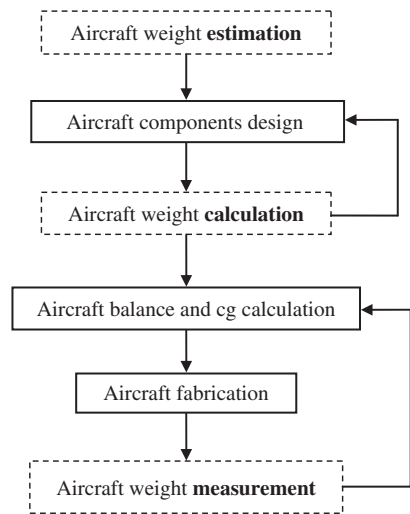 Aircraft weight estimation
Aircraft components design
Aircraft weight calculation
Aircraft balance and cg calculation
Aircraft fabrication
Aircraft weight measurement